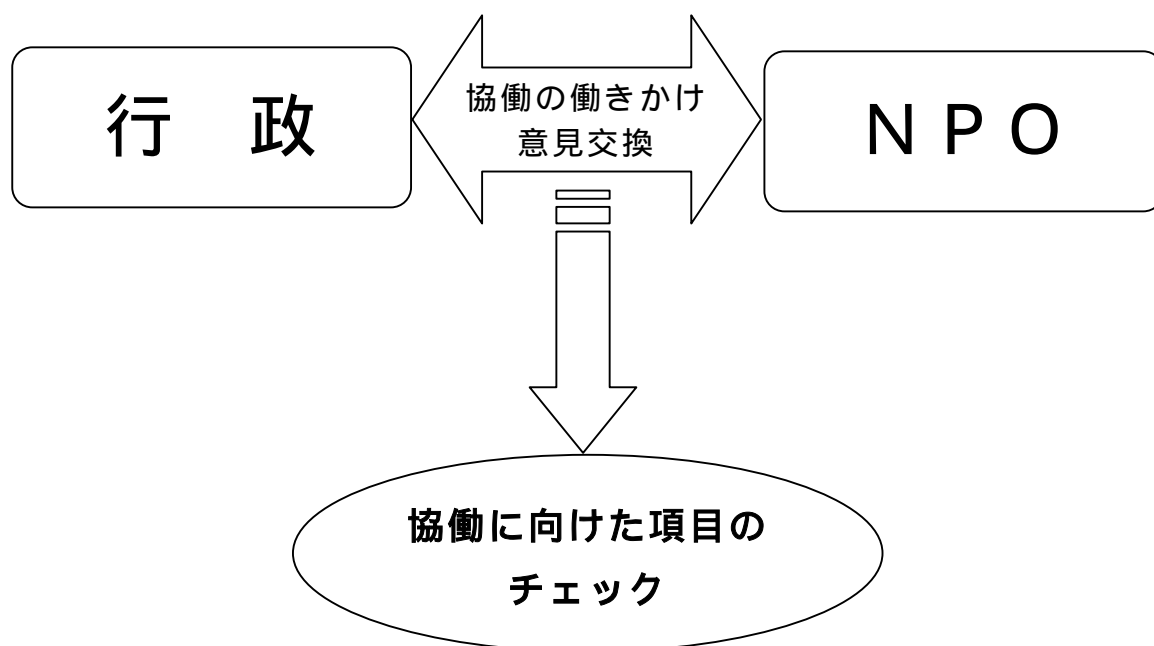 行　政
協働の働きかけ
意見交換
ＮＰＯ
協働に向けた項目の
チェック